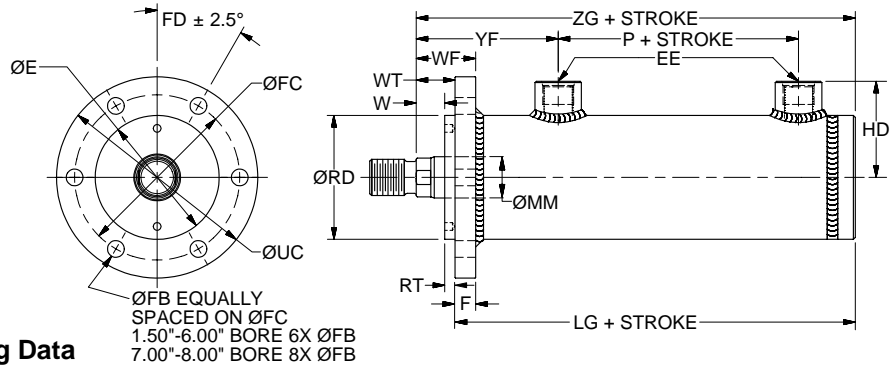 FD ± 2.5°
ØE
ØFC
ØUC
ØFB EQUALLY
SPACED ON ØFC
1.50"-6.00" BORE 6X ØFB
7.00"-8.00" BORE 8X ØFB
g Data
ZG + STROKE
YF
P + STROKE
WF
EE
WT
W
HD
ØRD
ØMM
RT
F
LG + STROKE